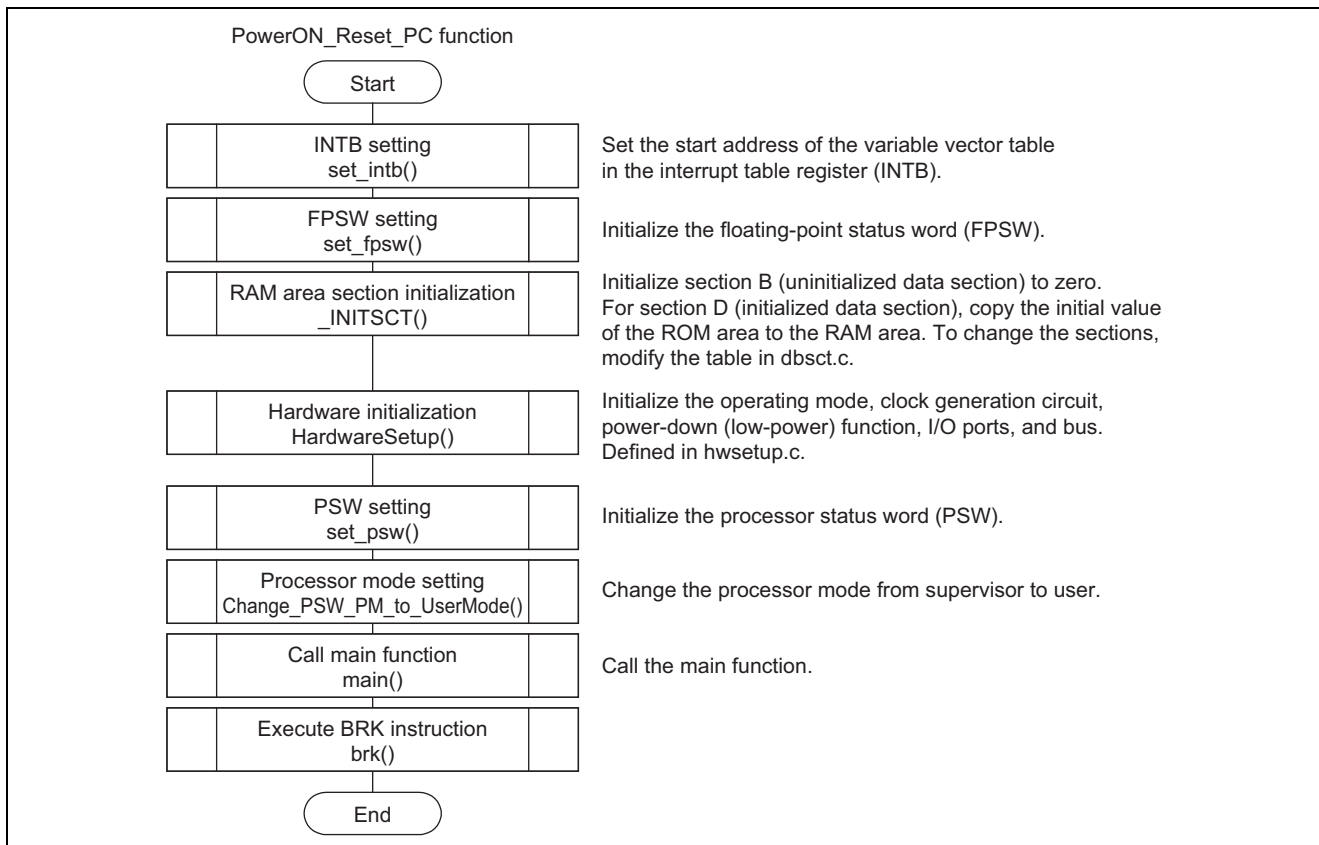 PowerON_Reset_PC function
Start
INTB setting
set_intb()
Set the start address of the variable vector table
in the interrupt table register (INTB).
FPSW setting
set_fpsw()
Initialize the floating-point status word (FPSW).
RAM area section initialization
_INITSCT()
Initialize section B (uninitialized data section) to zero.
For section D (initialized data section), copy the initial value
of the ROM area to the RAM area. To change the sections,
modify the table in dbsct.c.
Hardware initialization
HardwareSetup()
Initialize the operating mode, clock generation circuit,
power-down (low-power) function, I/O ports, and bus.
Defined in hwsetup.c.
PSW setting
set_psw()
Initialize the processor status word (PSW).
Processor mode setting
Change_PSW_PM_to_UserMode()
Change the processor mode from supervisor to user.
Call main function
main()
Call the main function.
Execute BRK instruction
brk()
End